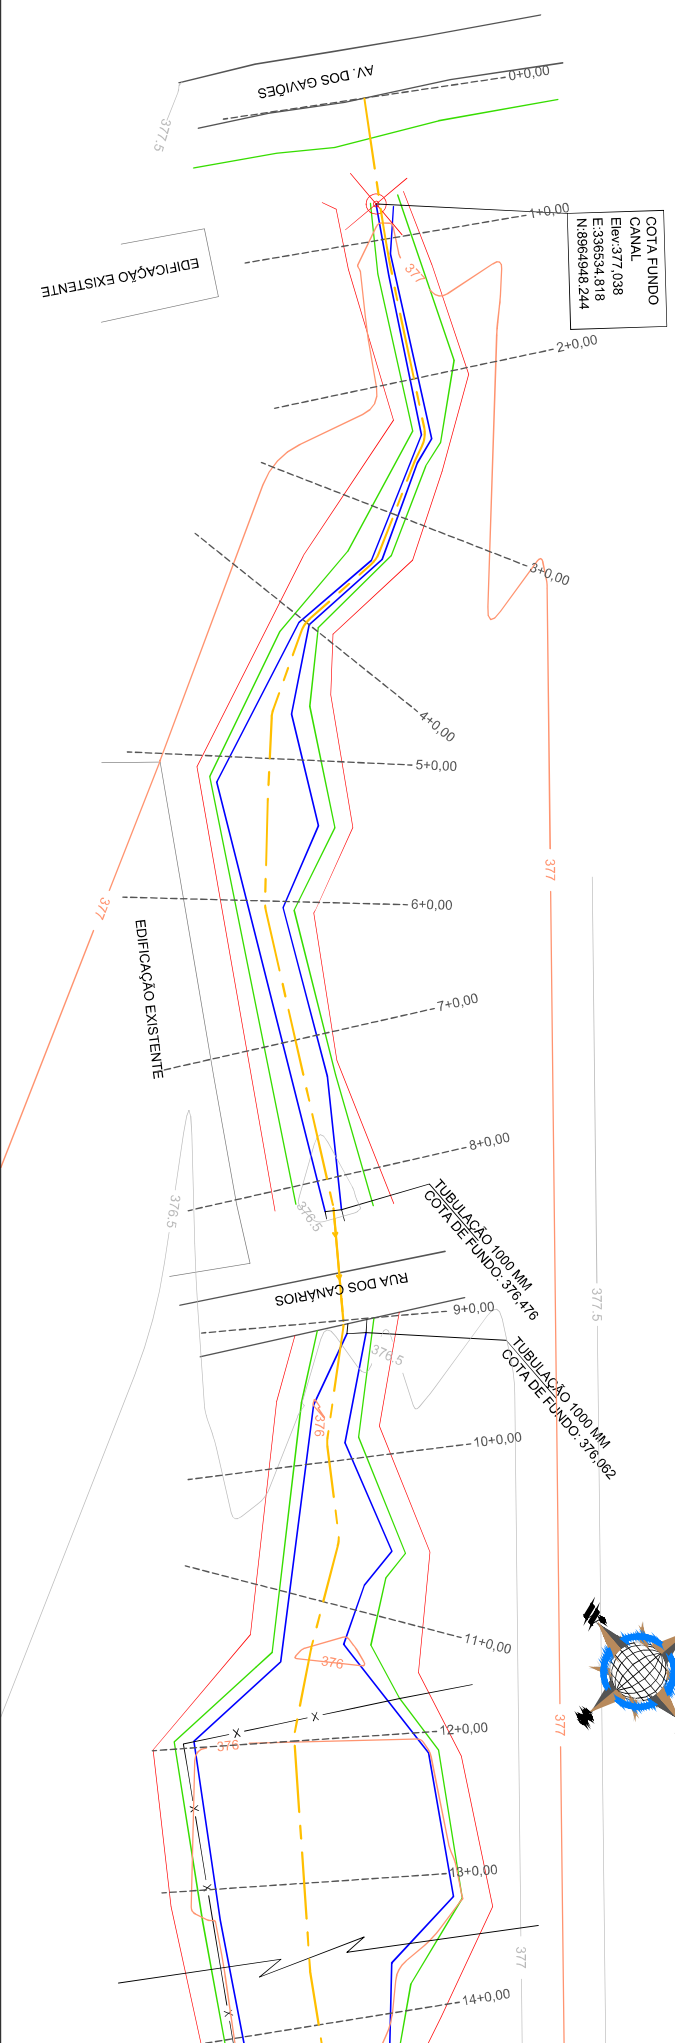 AV. DOS GAVIÕES
0+0,00
377.5
1+0,00
COTA FUNDO
CANAL
Elev:377,038
E:336534.818
N:8964948.244
EDIFICAÇÃO EXISTENTE
377
2+0,00
3+0,00
4+0,00
5+0,00
377
377
6+0,00
EDIFICAÇÃO EXISTENTE
7+0,00
8+0,00
376.5
376.5
TUBULAÇÃO 1000 MM
COTA DE FUNDO: 376,476
RUA DOS CANÁRIOS
377.5
9+0,00
376.5
TUBULAÇÃO 1000 MM
COTA DE FUNDO: 376,062
376
10+0,00
11+0,00
376
X
X
12+0,00
376
377
X
13+0,00
X
377
14+0,00
X